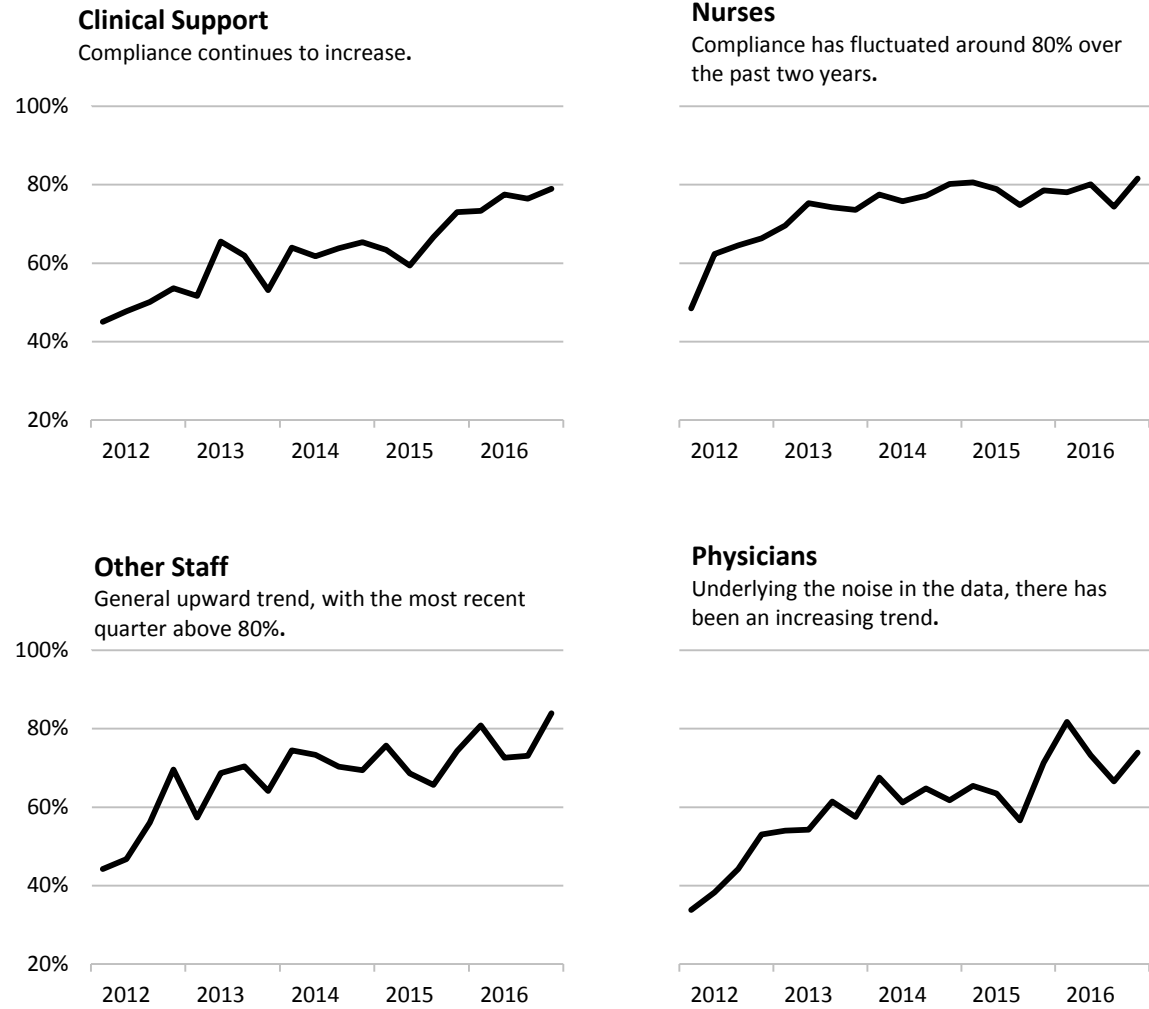 Clinical Support
Compliance continues to increase.
100%
80%
60%
40%
20%
2012 2013 2014 2015 2016
Nurses
Compliance has fluctuated around 80% over
the past two years.
2012 2013 2014 2015 2016
Other Staff
General upward trend, with the most recent
quarter above 80%.
100%
80%
60%
40%
20%
2012 2013 2014 2015 2016
Physicians
Underlying the noise in the data, there has
been an increasing trend.
2012 2013 2014 2015 2016